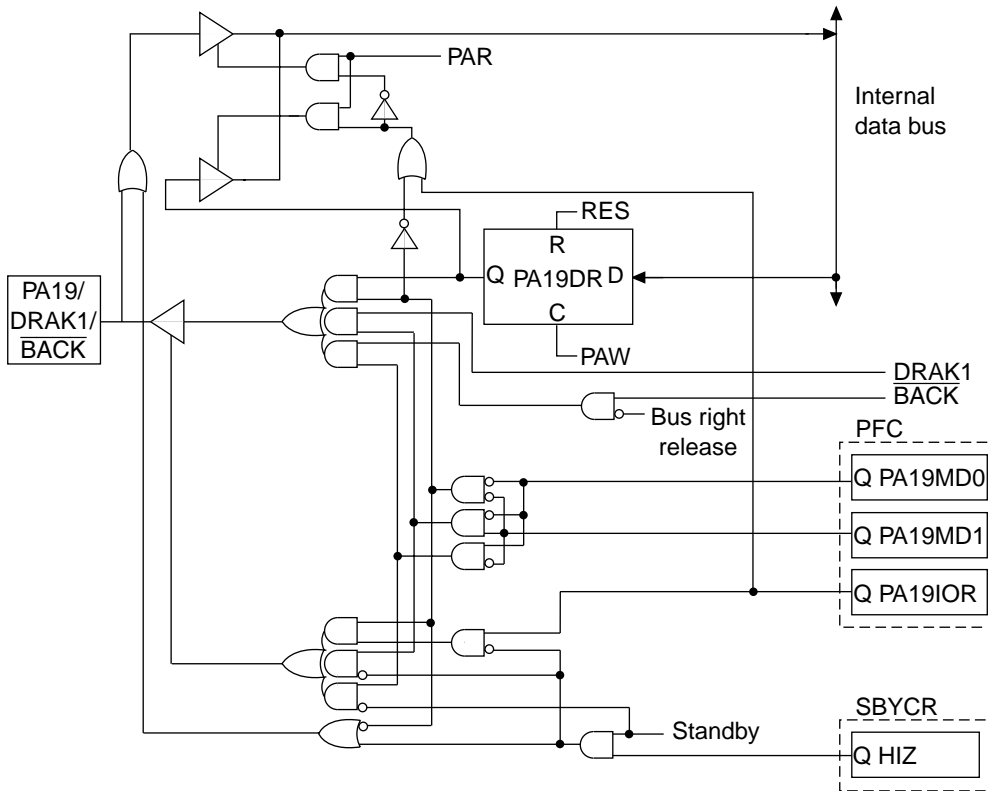 PAR
Internal
data bus
RES
R
Q PA19DR D
C
PAW
PA19/
DRAK1/
BACK
DRAK1
BACK
Bus right
release
PFC
Q PA19MD0
Q PA19MD1
Q PA19IOR
SBYCR
Standby
Q HIZ